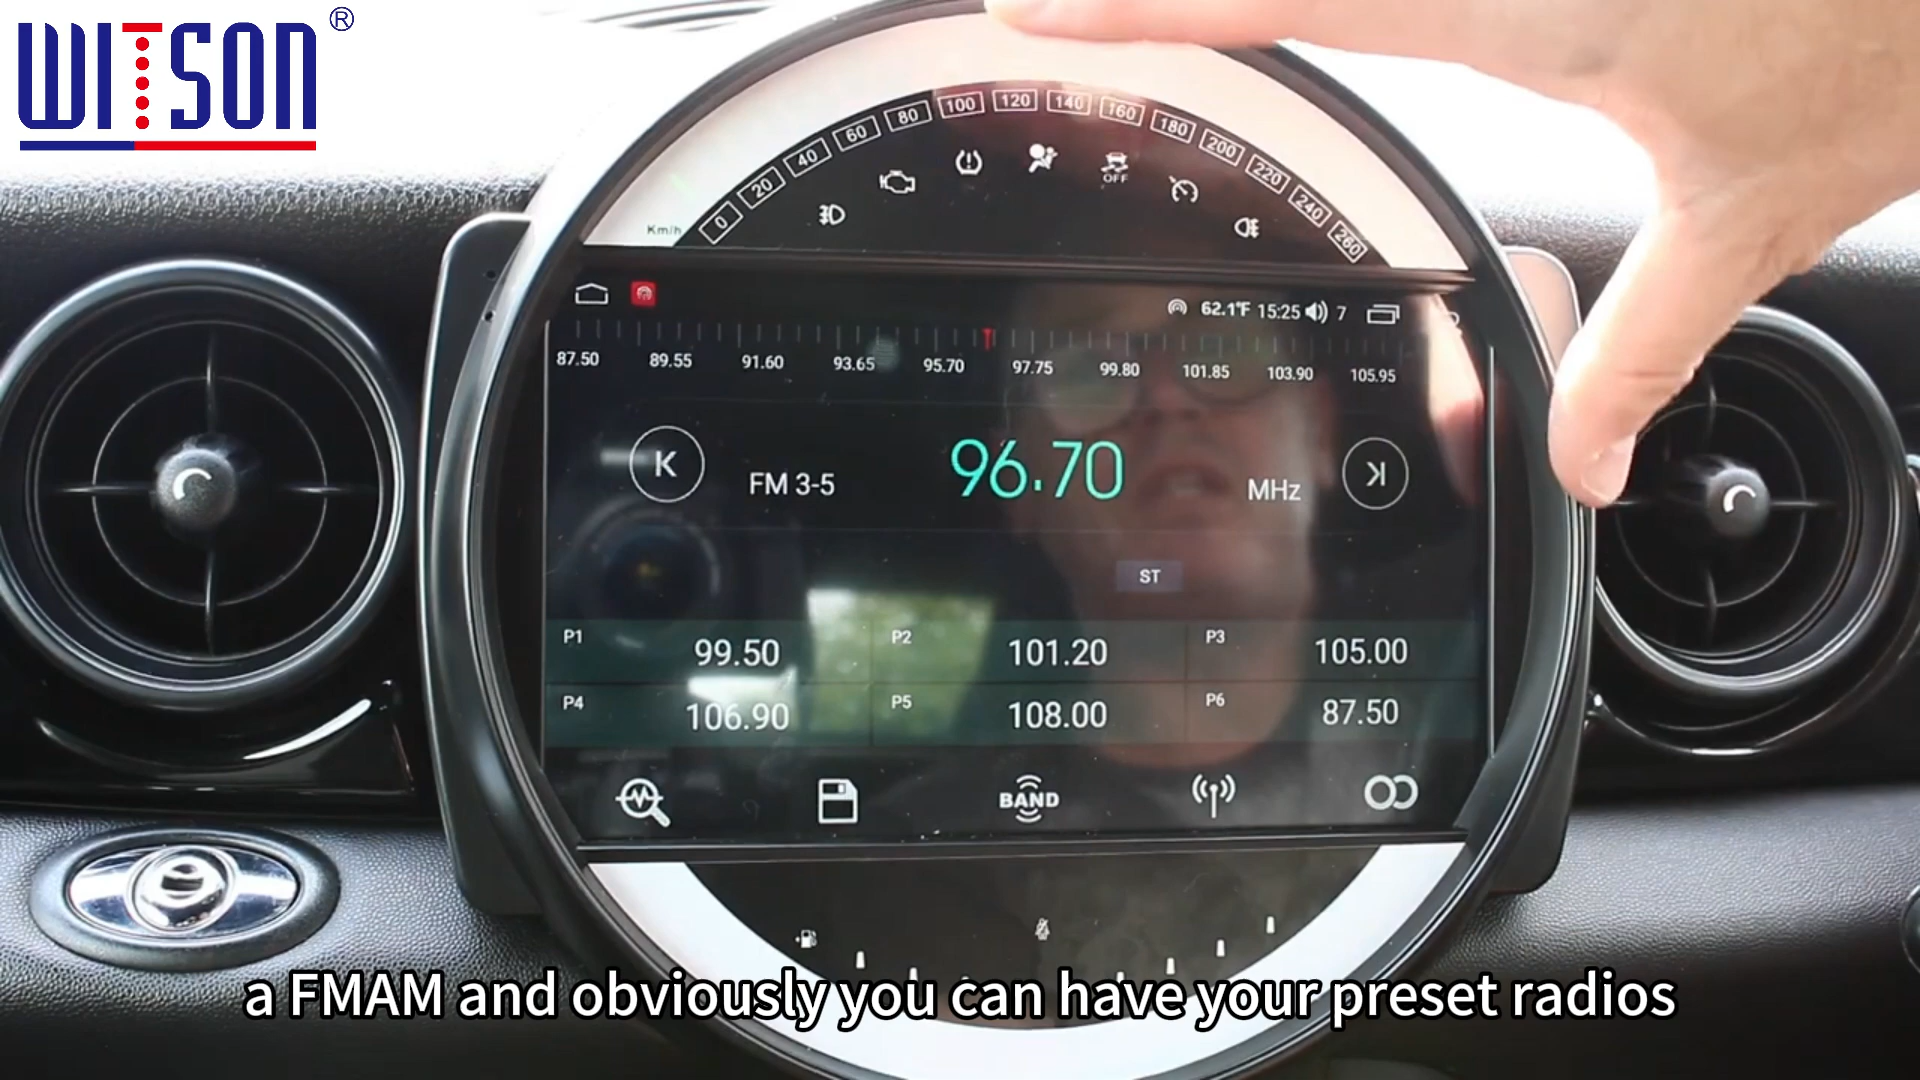 WITSON®
0 20 40 60 80 100 120 140 160 180 200 220 240 260
Km/h
OFF
62.1°F 15:25 7
87.50 89.55 91.60 93.65 95.70 97.75 99.80 101.85 103.90 105.95
FM 3-5 96.70 MHz
ST
P1 99.50 P2 101.20 P3 105.00
P4 106.90 P5 108.00 P6 87.50
BAND
a FMAM and obviously you can have your preset radios